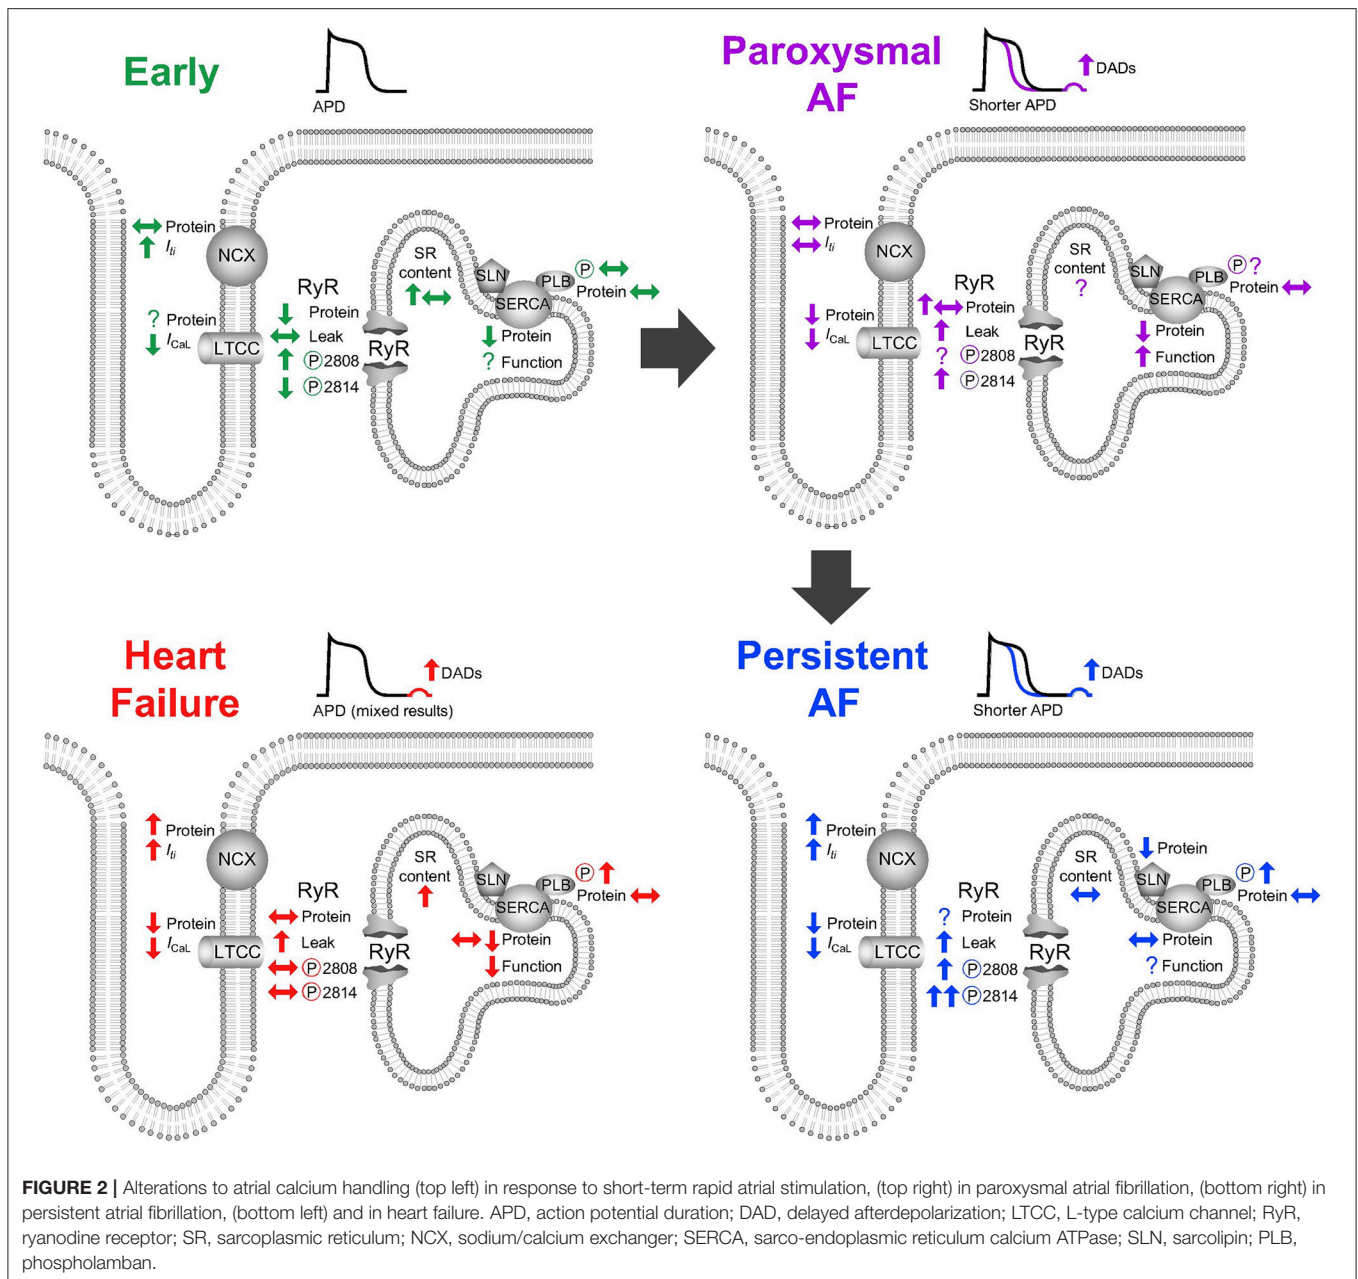 Early
APD
↔ Protein
↑ Iti
NCX
? Protein
↓ ICaL
LTCC
RyR
↓ Protein
↔ Leak
↑ P 2808
↓ P 2814
RyR
SR
content
↑↔
SLN
PLB
SERCA
P ↔
Protein ↔
↓ Protein
? Function
Paroxysmal
AF
↑ DADs
Shorter APD
↔ Protein
↔ Iti
NCX
↓ Protein
↓ ICaL
LTCC
RyR
↑↔ Protein
↑ Leak
? P 2808
↑ P 2814
RyR
SR
content
?
SLN
PLB
SERCA
P ?
Protein ↔
↓ Protein
↑ Function
Heart
Failure
↑ DADs
APD (mixed results)
↑ Protein
↑ Iti
NCX
↓ Protein
↓ ICaL
LTCC
RyR
↔ Protein
↑ Leak
↔ P 2808
↔ P 2814
RyR
SR
content
↑
SLN
PLB
SERCA
P ↑
Protein ↔
↔ ↓ Protein
↓ Function
Persistent
AF
↑ DADs
Shorter APD
↑ Protein
↑ Iti
NCX
↓ Protein
↓ ICaL
LTCC
RyR
? Protein
↑ Leak
↑ P 2808
↑↑ P 2814
RyR
SR
content
↔
↓ Protein
SLN
PLB
SERCA
P ↑
Protein ↔
↔ Protein
? Function
FIGURE 2 | Alterations to atrial calcium handling (top left) in response to short-term rapid atrial stimulation, (top right) in paroxysmal atrial fibrillation, (bottom right) in
persistent atrial fibrillation, (bottom left) and in heart failure. APD, action potential duration; DAD, delayed afterdepolarization; LTCC, L-type calcium channel; RyR,
ryanodine receptor; SR, sarcoplasmic reticulum; NCX, sodium/calcium exchanger; SERCA, sarco-endoplasmic reticulum calcium ATPase; SLN, sarcolipin; PLB,
phospholamban.